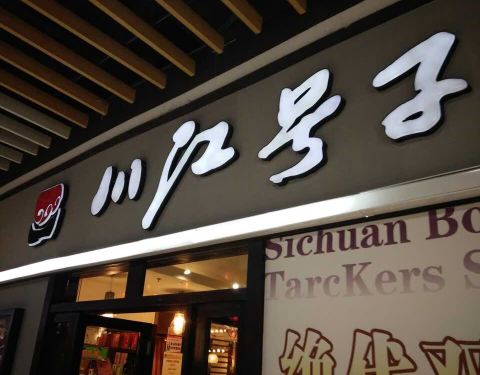 川江号子
Sichuan Bo
TarcKers S